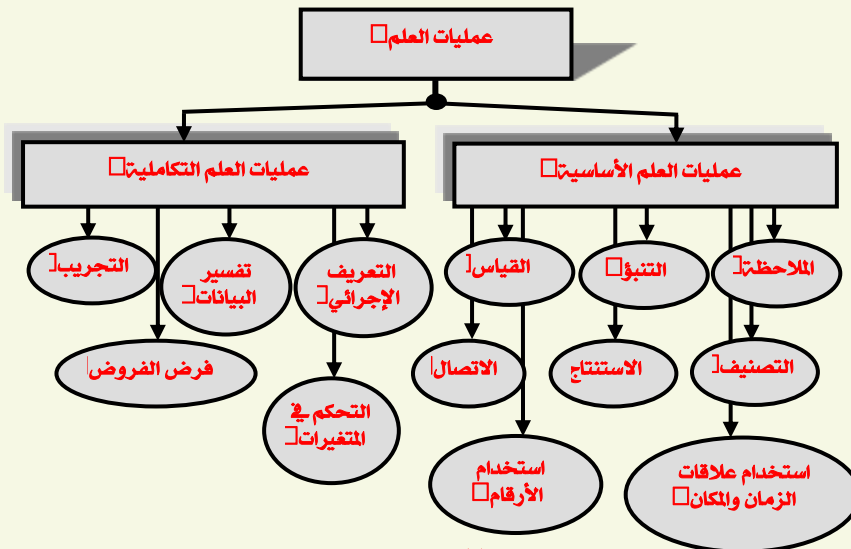 عمليات العلم
عمليات العلم الأساسية
عمليات العلم التكاملية
الملاحظة
التنبؤ
القياس
التعريف
الإجرائي
تفسير
البيانات
التجريب
التصنيف
الاستنتاج
الاتصال
فرض الفروض
التحكم في
المتغيرات
استخدام علاقات
الزمان والمكان
استخدام
الأرقام